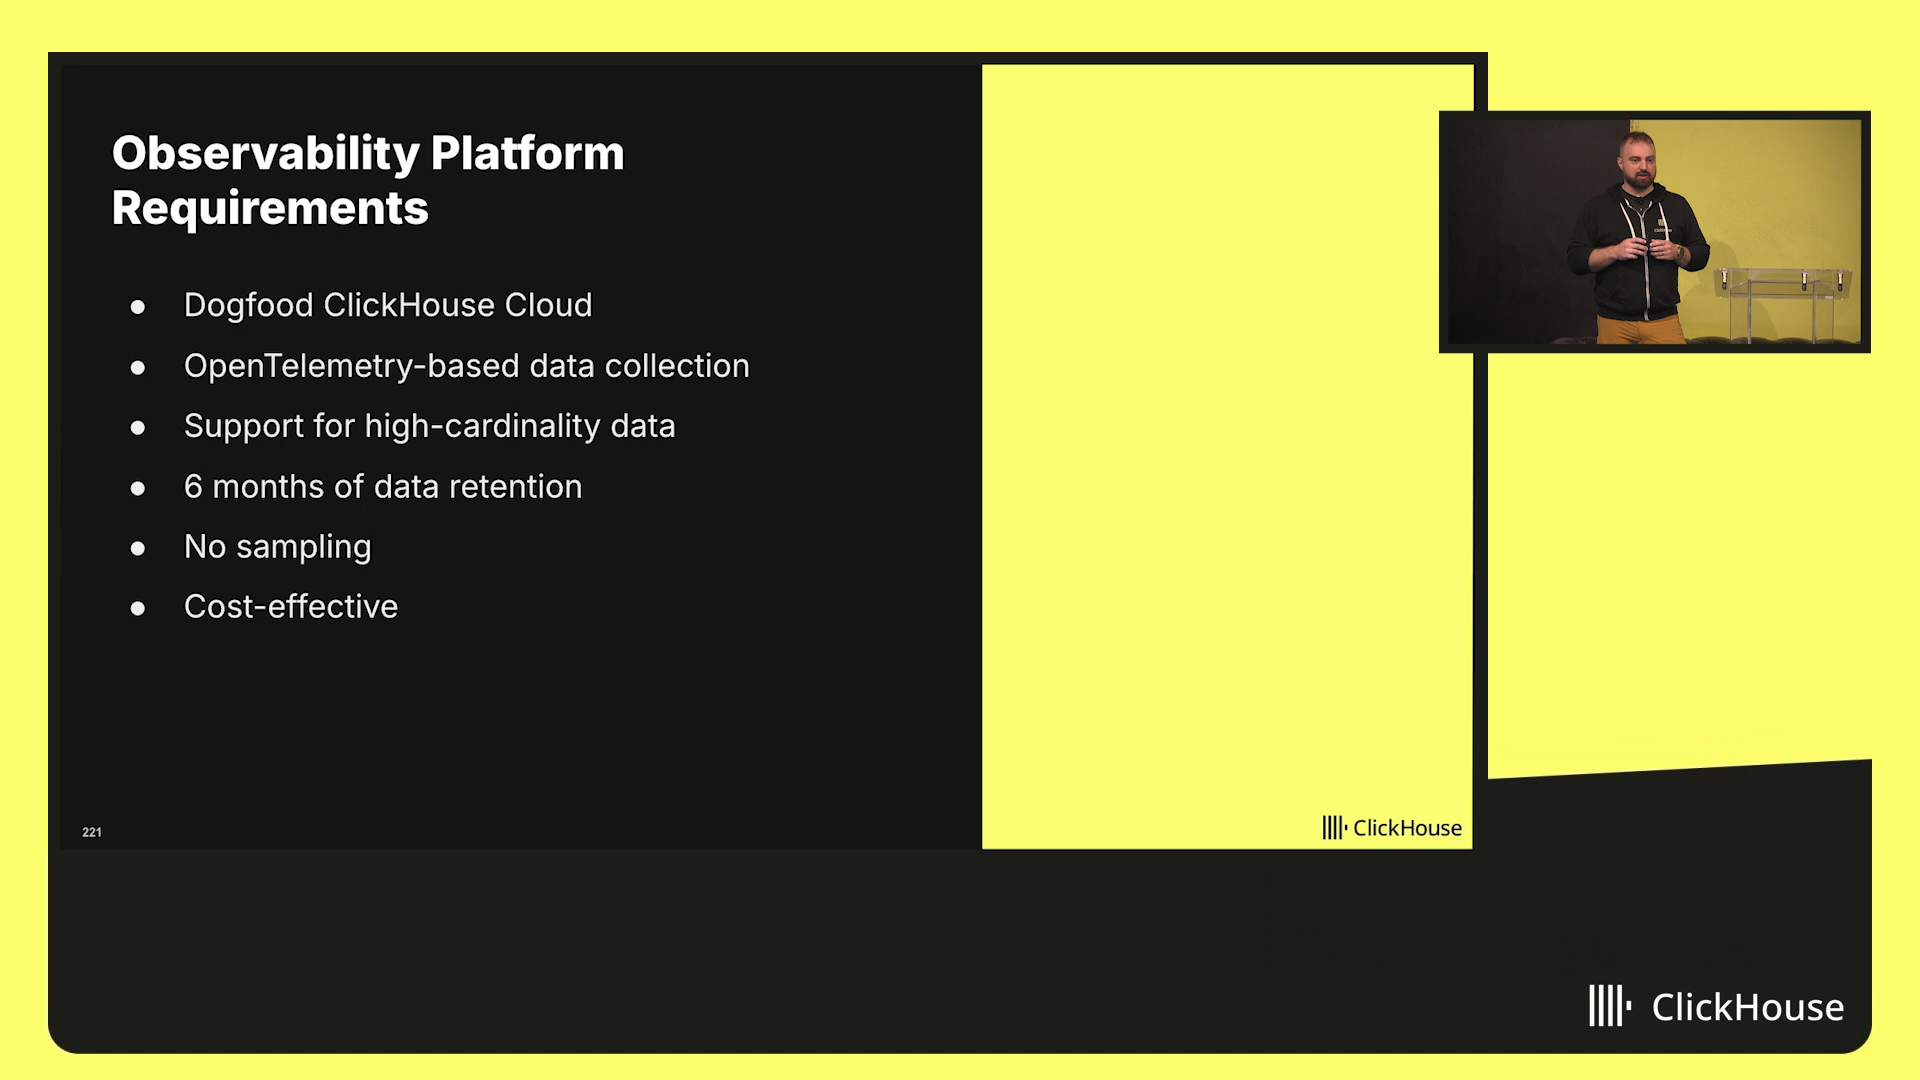 Observability Platform
Requirements
● Dogfood ClickHouse Cloud
● OpenTelemetry-based data collection
● Support for high-cardinality data
● 6 months of data retention
● No sampling
● Cost-effective
221
ClickHouse
ClickHouse